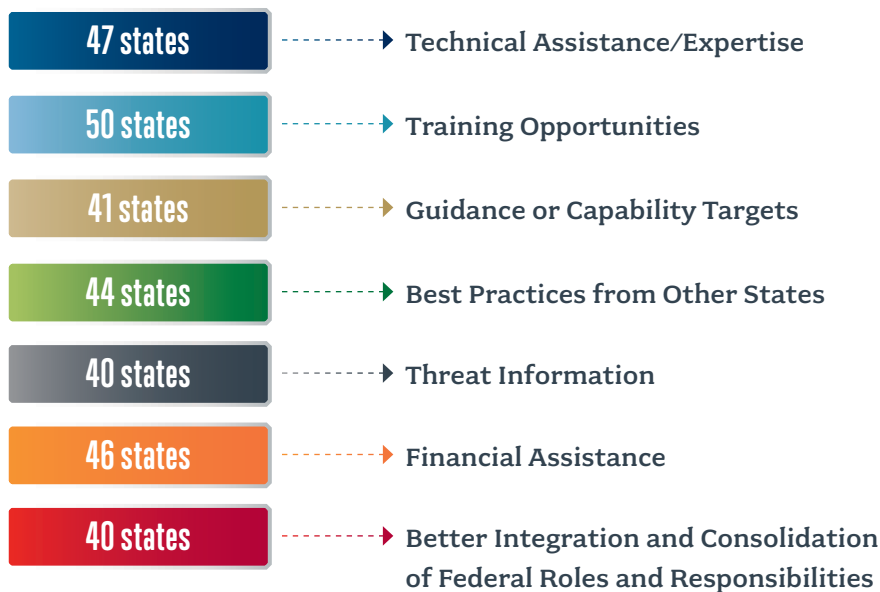 47 states
Technical Assistance/Expertise
50 states
Training Opportunities
41 states
Guidance or Capability Targets
44 states
Best Practices from Other States
40 states
Threat Information
46 states
Financial Assistance
40 states
Better Integration and Consolidation
of Federal Roles and Responsibilities